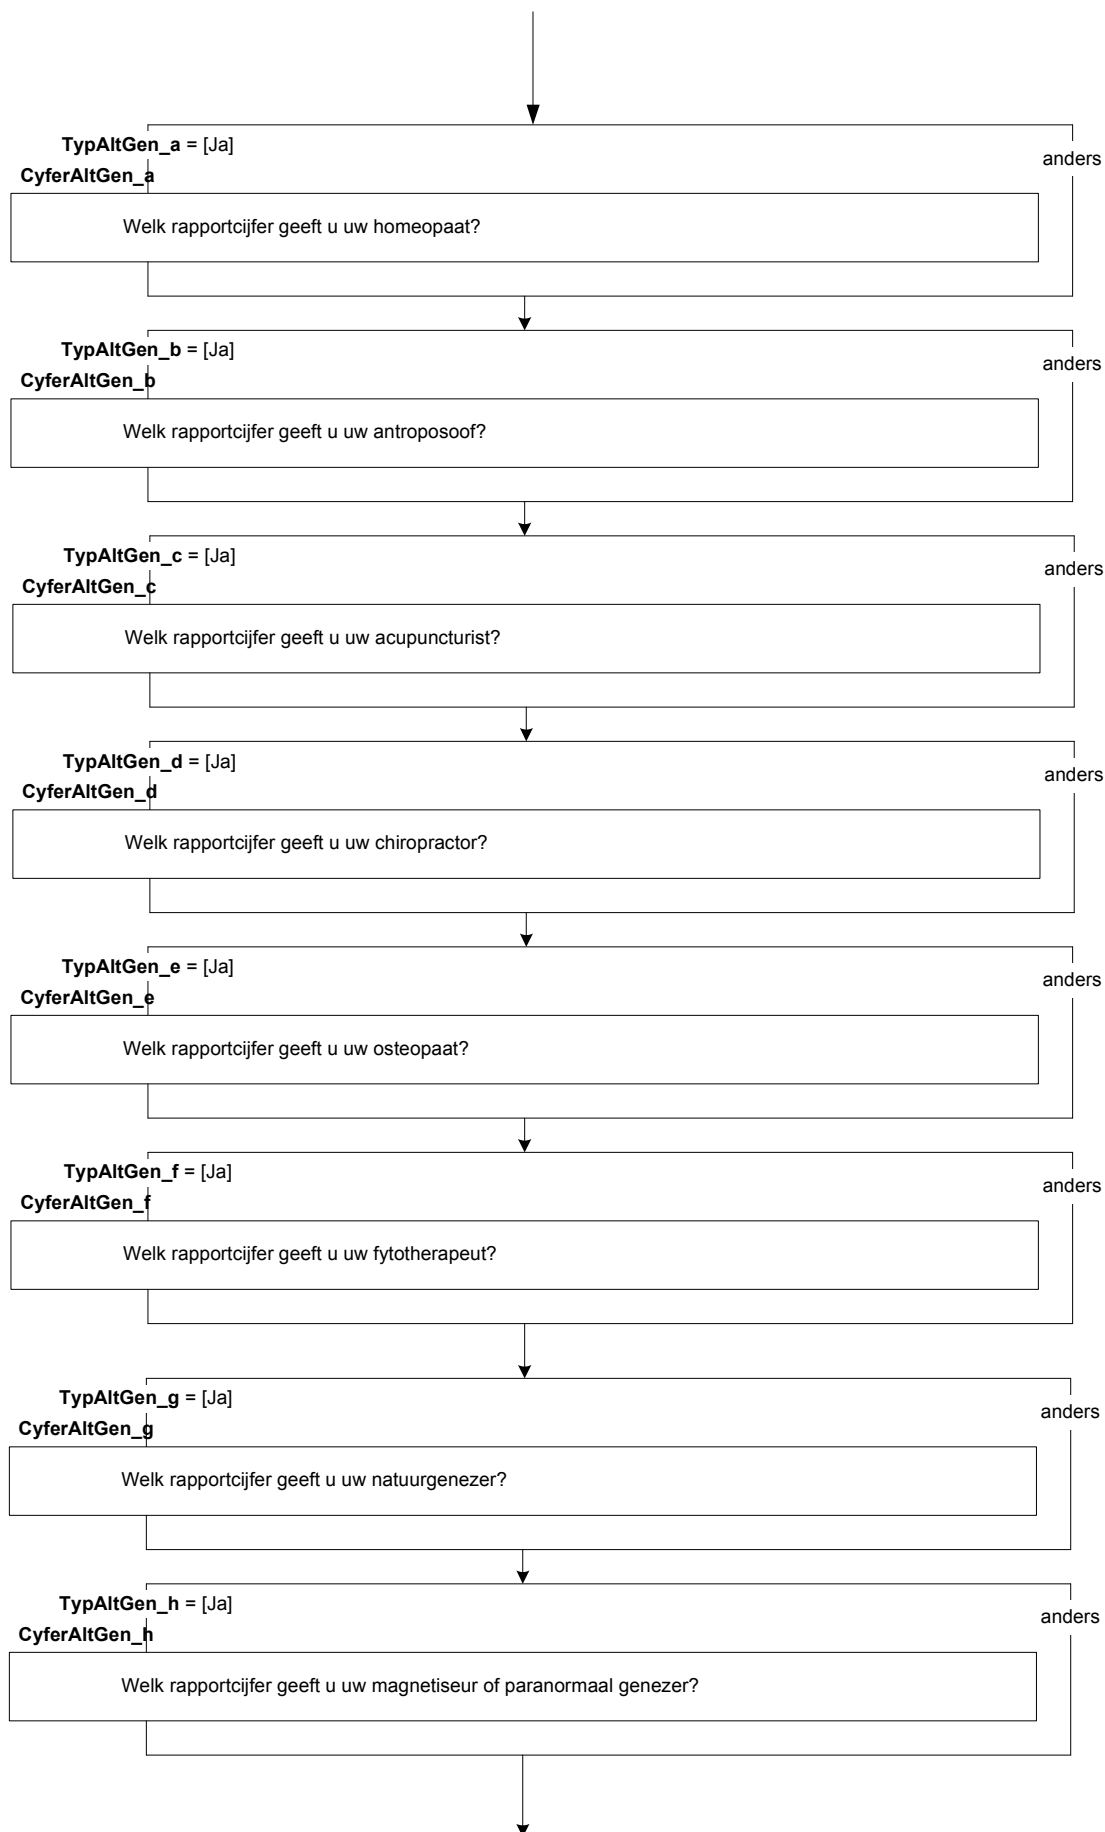 TypAltGen_a = [Ja]
anders
CyferAltGen_a
Welk rapportcijfer geeft u uw homeopaat?
TypAltGen_b = [Ja]
anders
CyferAltGen_b
Welk rapportcijfer geeft u uw antroposoof?
TypAltGen_c = [Ja]
anders
CyferAltGen_c
Welk rapportcijfer geeft u uw acupuncturist?
TypAltGen_d = [Ja]
anders
CyferAltGen_d
Welk rapportcijfer geeft u uw chiropractor?
TypAltGen_e = [Ja]
anders
CyferAltGen_e
Welk rapportcijfer geeft u uw osteopaat?
TypAltGen_f = [Ja]
anders
CyferAltGen_f
Welk rapportcijfer geeft u uw fytotherapeut?
TypAltGen_g = [Ja]
anders
CyferAltGen_g
Welk rapportcijfer geeft u uw natuurgenezer?
TypAltGen_h = [Ja]
anders
CyferAltGen_h
Welk rapportcijfer geeft u uw magnetiseur of paranormaal genezer?